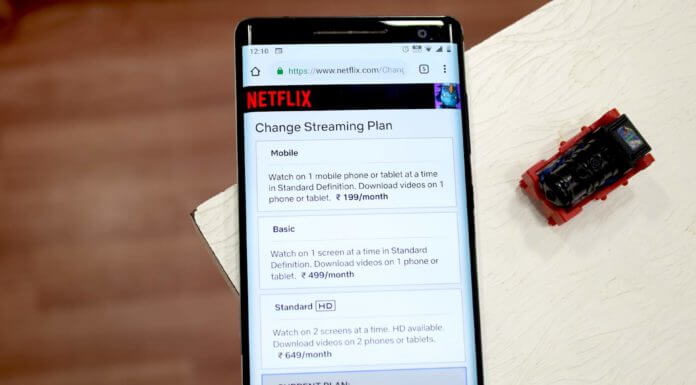 12:10
https://www.netflix.com/Chang
5
NETFLIX
Change Streaming Plan
Mobile
Watch on 1 mobile phone or tablet at a time
in Standard Definition. Download videos on 1
phone or tablet. ₹ 199/month
Basic
Watch on 1 screen at a time in Standard
Definition. Download videos on 1 phone or
tablet. ₹ 499/month
Standard HD
Watch on 2 screens at a time. HD available.
Download videos on 2 phones or tablets.
₹ 649/month
CURRENT PLAN: